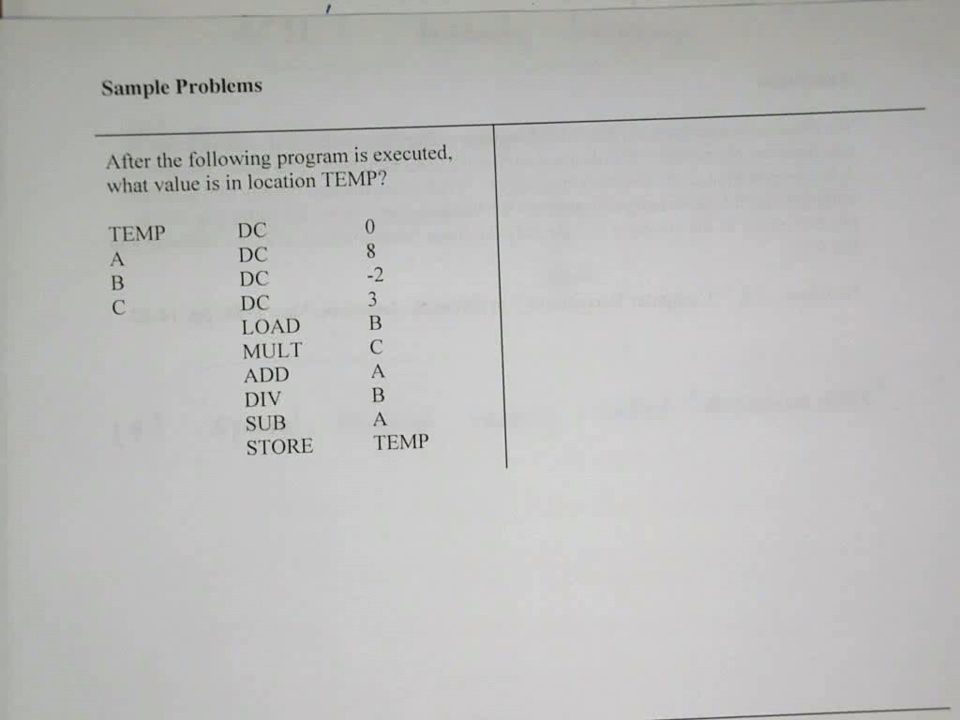 Sample Problems
After the following program is executed,
what value is in location TEMP?
TEMP DC 0
A DC 8
B DC -2
C DC 3
LOAD B
MULT C
ADD A
DIV B
SUB A
STORE TEMP